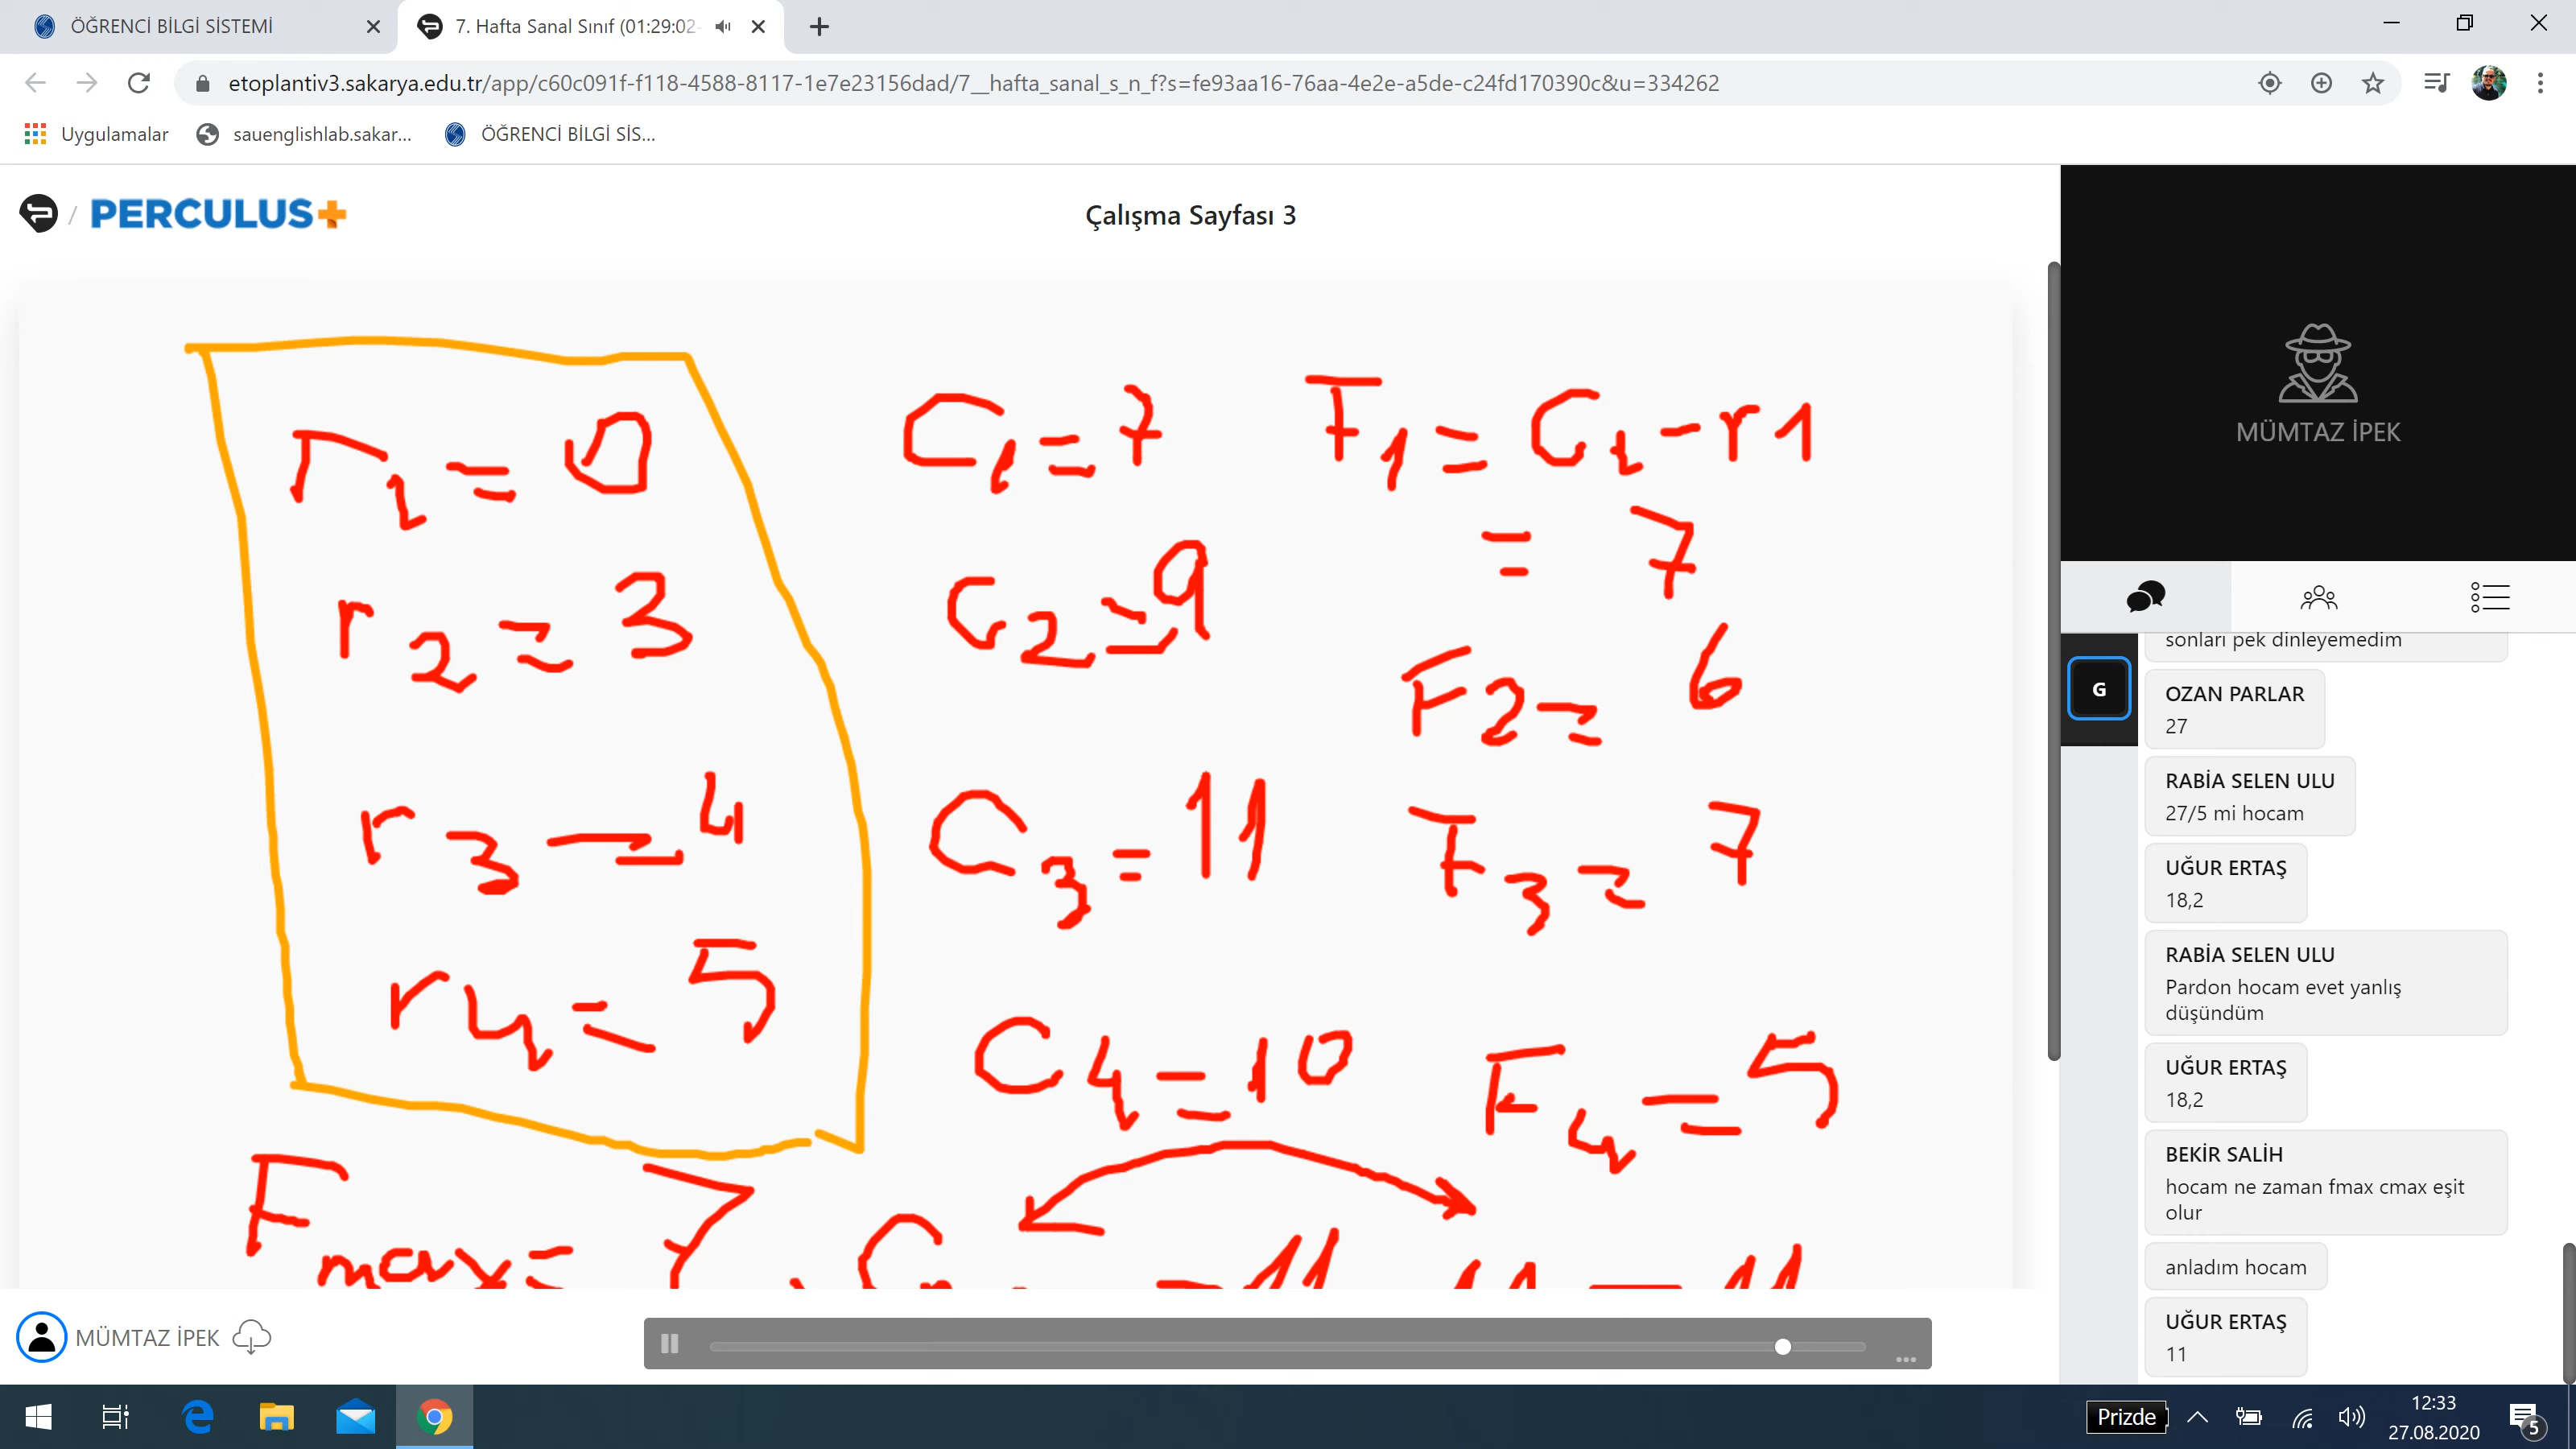 ÖĞRENCİ BİLGİ SİSTEMİ
7. Hafta Sanal Sınıf (01:29:02
etoplantiv3.sakarya.edu.tr/app/c60c091f-f118-4588-8117-1e7e23156dad/7__hafta_sanal_s_n_f?s=fe93aa16-76aa-4e2e-a5de-c24fd170390c&u=334262
Uygulamalar
sauenglishlab.sakar...
ÖĞRENCİ BİLGİ SİS...
/ PERCULUS+
Çalışma Sayfası 3
r1 = 0
C1 = 7
F1 = C1 - r1
= 7
r2 = 3
C2 = 9
F2 = 6
r3 = 4
C3 = 11
F3 = 7
r4 = 5
C4 = 10
F4 = 5
Fmax = 7
MÜMTAZ İPEK
sonları pek dinleyemedim
G
OZAN PARLAR
27
RABİA SELEN ULU
27/5 mi hocam
UĞUR ERTAŞ
18,2
RABİA SELEN ULU
Pardon hocam evet yanlış
düşündüm
UĞUR ERTAŞ
18,2
BEKİR SALİH
hocam ne zaman fmax cmax eşit
olur
anladım hocam
UĞUR ERTAŞ
11
MÜMTAZ İPEK
Prizde
12:33
27.08.2020
5